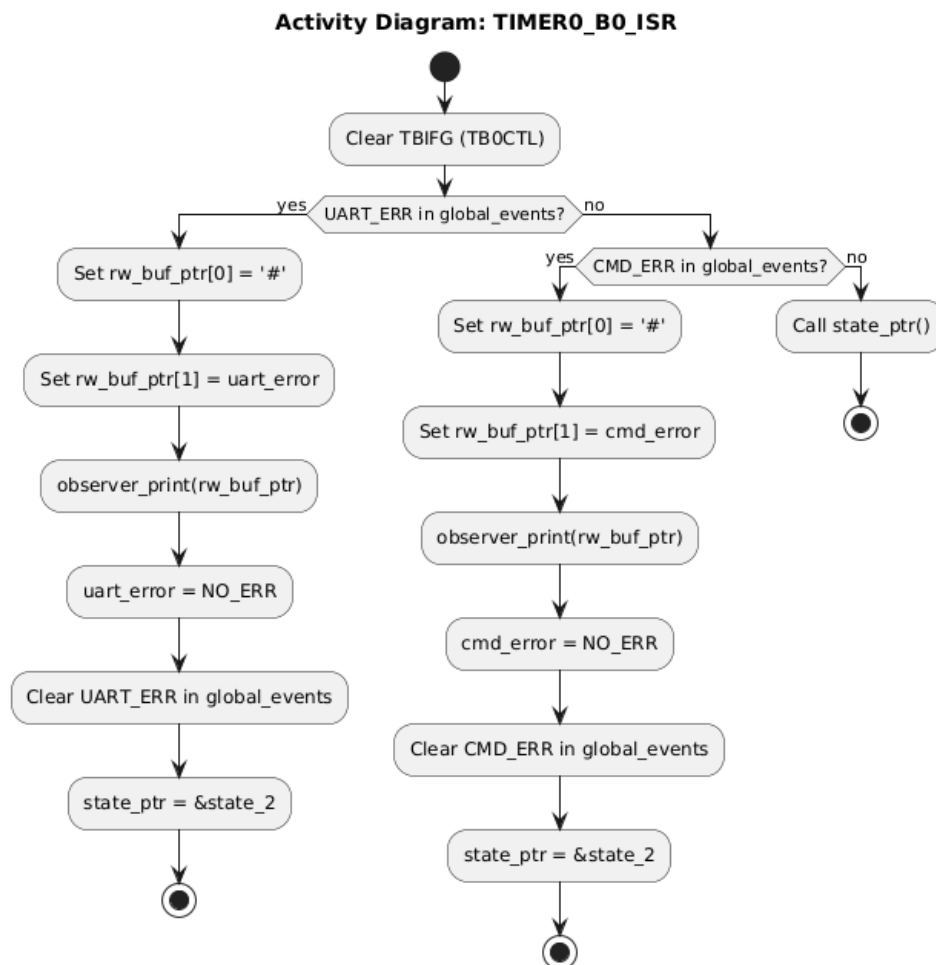 Activity Diagram: TIMER0_B0_ISR
Clear TBIFG (TB0CTL)
yes
UART_ERR in global_events?
no
Set rw_buf_ptr[0] = '#'
Set rw_buf_ptr[1] = uart_error
observer_print(rw_buf_ptr)
uart_error = NO_ERR
Clear UART_ERR in global_events
state_ptr = &state_2
yes
CMD_ERR in global_events?
no
Set rw_buf_ptr[0] = '#'
Set rw_buf_ptr[1] = cmd_error
observer_print(rw_buf_ptr)
cmd_error = NO_ERR
Clear CMD_ERR in global_events
state_ptr = &state_2
Call state_ptr()